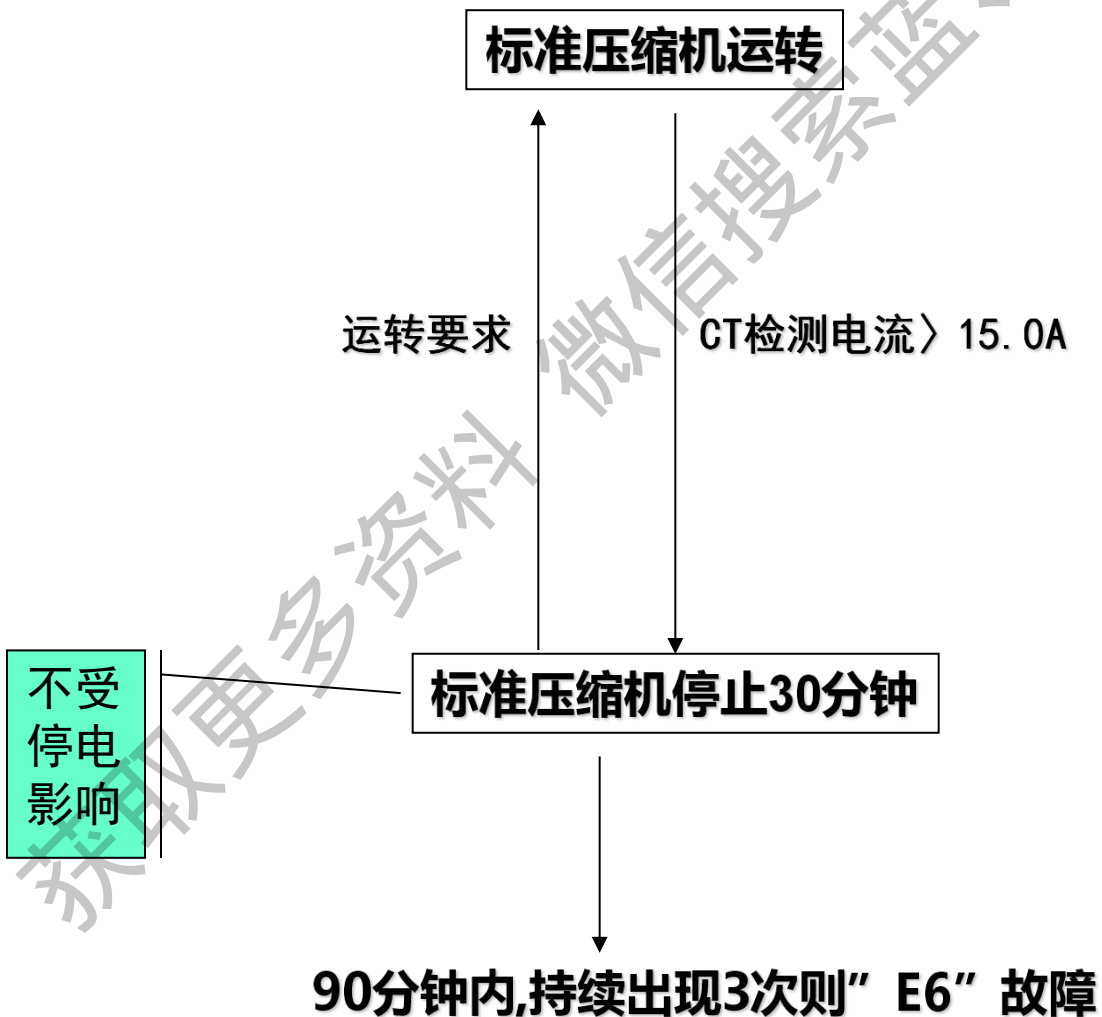 标准压缩机运转
运转要求
CT检测电流〉15.0A
不受
停电
影响
标准压缩机停止30分钟
90分钟内,持续出现3次则”E6”故障
获取更多资料 微信搜索蓝